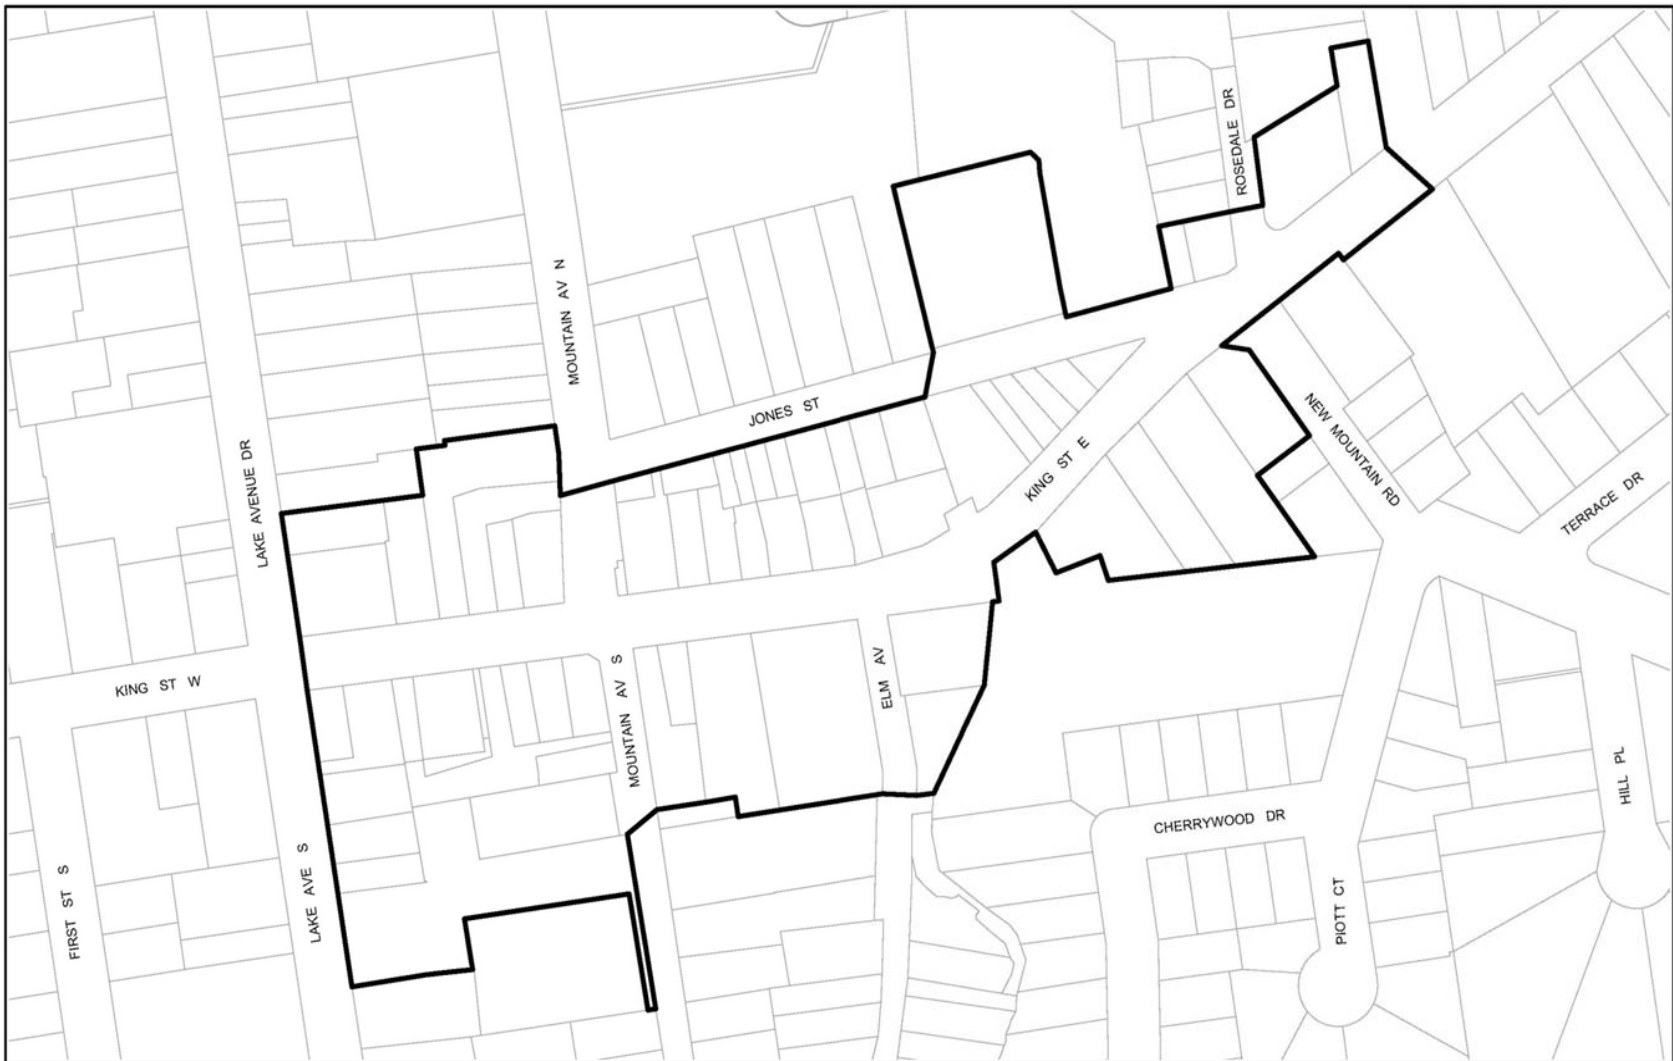 ROSEDALE DR
MOUNTAIN AV N
JONES ST
NEW MOUNTAIN RD
KING ST E
LAKE AVENUE DR
TERRACE DR
KING ST W
ELM AV
MOUNTAIN AV S
HILL PL
CHERRYWOOD DR
LAKE AVE S
FIRST ST S
PIOTT CT